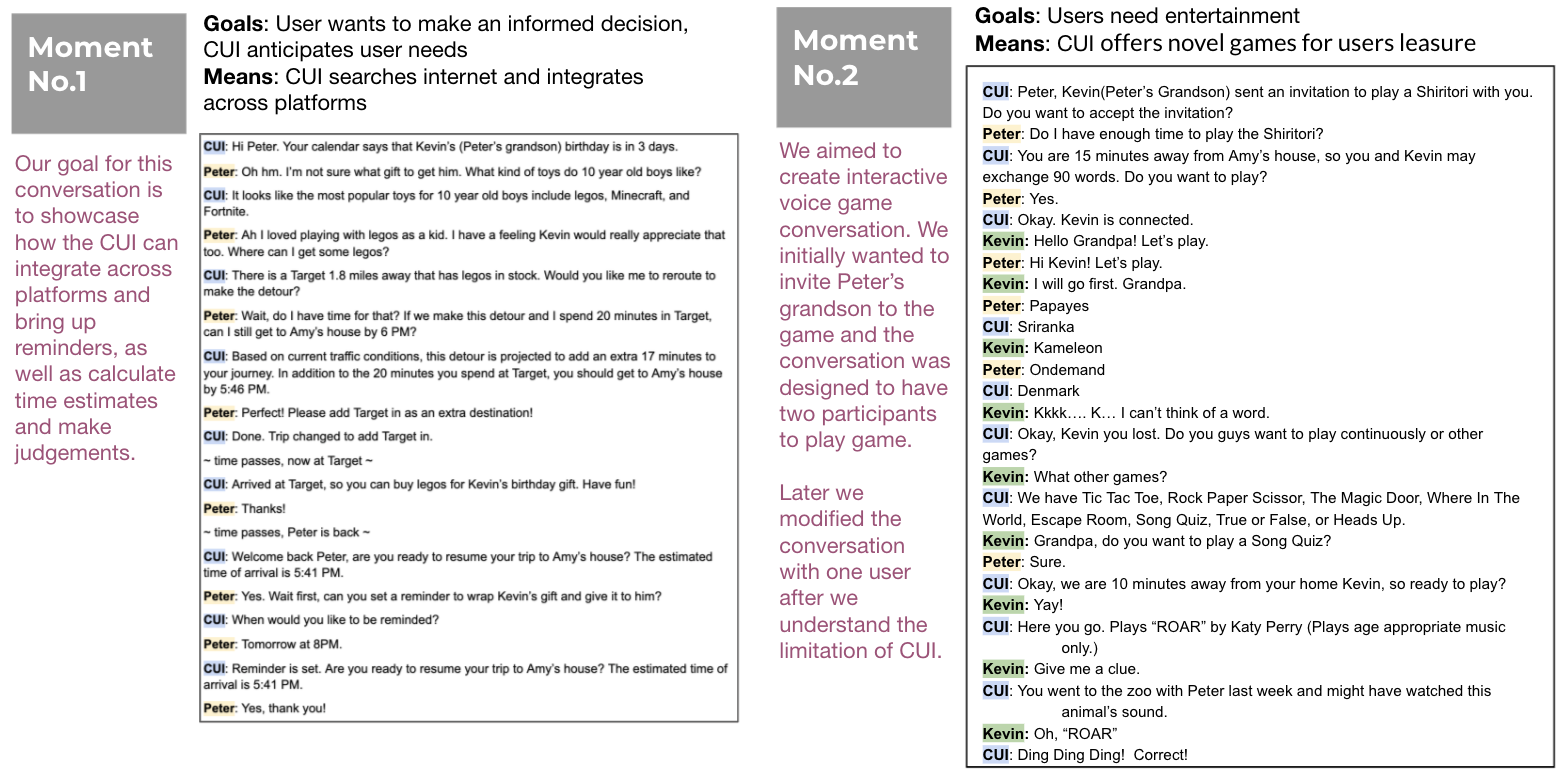 Moment
No.1
Goals: User wants to make an informed decision,
CUI anticipates user needs
Means: CUI searches internet and integrates
across platforms
Our goal for this
conversation is
to showcase
how the CUI can
integrate across
platforms and
bring up
reminders, as
well as calculate
time estimates
and make
judgements.
CUI: Hi Peter. Your calendar says that Kevin's (Peter's grandson) birthday is in 3 days.
Peter: Oh hm. I'm not sure what gift to get him. What kind of toys do 10 year old boys like?
CUI: It looks like the most popular toys for 10 year old boys include legos, Minecraft, and
Fortnite.
Peter: Ah I loved playing with legos as a kid. I have a feeling Kevin would really appreciate that
too. Where can I get some legos?
CUI: There is a Target 1.8 miles away that has legos in stock. Would you like me to reroute to
make the detour?
Peter: Wait, do I have time for that? If we make this detour and I spend 20 minutes in Target,
can I still get to Amy's house by 6 PM?
CUI: Based on current traffic conditions, this detour is projected to add an extra 17 minutes to
your journey. In addition to the 20 minutes you spend at Target, you should get to Amy's house
by 5:46 PM.
Peter: Perfect! Please add Target in as an extra destination!
CUI: Done. Trip changed to add Target in.
~ time passes, now at Target ~
CUI: Arrived at Target, so you can buy legos for Kevin's birthday gift. Have fun!
Peter: Thanks!
~ time passes, Peter is back ~
CUI: Welcome back Peter, are you ready to resume your trip to Amy's house? The estimated
time of arrival is 5:41 PM.
Peter: Yes. Wait first, can you set a reminder to wrap Kevin's gift and give it to him?
CUI: When would you like to be reminded?
Peter: Tomorrow at 8PM.
CUI: Reminder is set. Are you ready to resume your trip to Amy's house? The estimated time of
arrival is 5:41 PM.
Peter: Yes, thank you!
Moment
No.2
Goals: Users need entertainment
Means: CUI offers novel games for users leasure
We aimed to
create interactive
voice game
conversation. We
initially wanted to
invite Peter's
grandson to the
game and the
conversation was
designed to have
two participants
to play game.
Later we
modified the
conversation
with one user
after we
understand the
limitation of CUI.
CUI: Peter, Kevin(Peter's Grandson) sent an invitation to play a Shiritori with you.
Do you want to accept the invitation?
Peter: Do I have enough time to play the Shiritori?
CUI: You are 15 minutes away from Amy's house, so you and Kevin may
exchange 90 words. Do you want to play?
Peter: Yes.
CUI: Okay. Kevin is connected.
Kevin: Hello Grandpa! Let's play.
Peter: Hi Kevin! Let's play.
Kevin: I will go first. Grandpa.
Peter: Papayes
CUI: Sriranka
Kevin: Kameleon
Peter: Ondemand
CUI: Denmark
Kevin: Kkkk…. K… I can't think of a word.
CUI: Okay, Kevin you lost. Do you guys want to play continuously or other
games?
Kevin: What other games?
CUI: We have Tic Tac Toe, Rock Paper Scissor, The Magic Door, Where In The
World, Escape Room, Song Quiz, True or False, or Heads Up.
Kevin: Grandpa, do you want to play a Song Quiz?
Peter: Sure.
CUI: Okay, we are 10 minutes away from your home Kevin, so ready to play?
Kevin: Yay!
CUI: Here you go. Plays “ROAR” by Katy Perry (Plays age appropriate music
only.)
Kevin: Give me a clue.
CUI: You went to the zoo with Peter last week and might have watched this
animal's sound.
Kevin: Oh, “ROAR”
CUI: Ding Ding Ding! Correct!